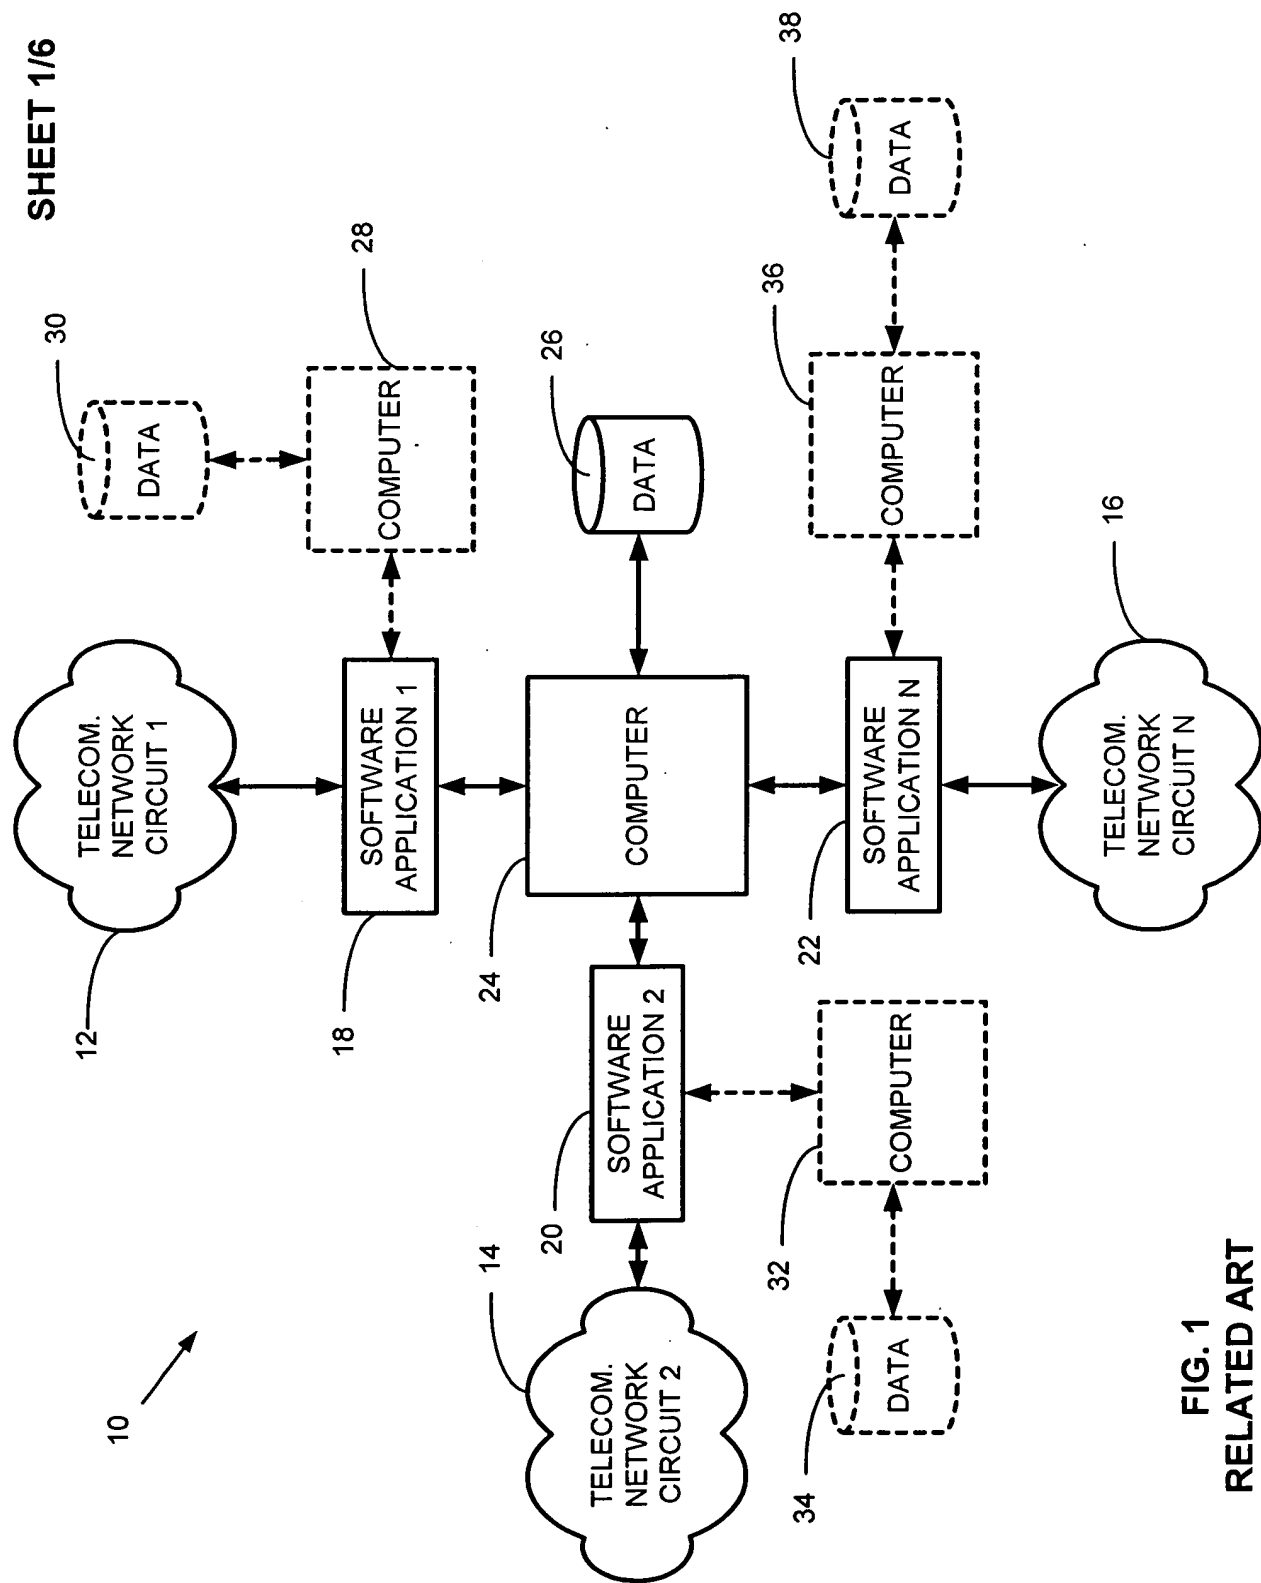 SHEET 1/6
10
12
TELECOM.
NETWORK
CIRCUIT 1
30
DATA
18
SOFTWARE
APPLICATION 1
28
COMPUTER
14
TELECOM.
NETWORK
CIRCUIT 2
20
SOFTWARE
APPLICATION 2
24
COMPUTER
26
DATA
34
DATA
32
COMPUTER
22
SOFTWARE
APPLICATION N
36
COMPUTER
38
DATA
16
TELECOM.
NETWORK
CIRCUIT N
FIG. 1
RELATED ART